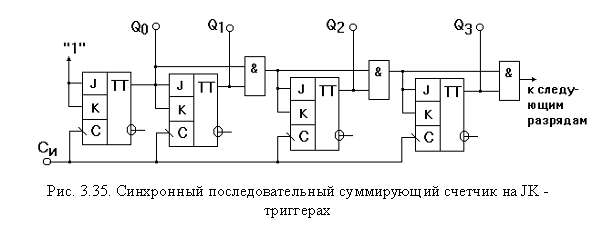 Q0 Q1 Q2 Q3
"1"
& & &
J TT J TT J TT J TT
K K K K
C C C C
Cи
к следу-
ющим
разрядам
Рис. 3.35. Синхронный последовательный суммирующий счетчик на JK -
триггерах